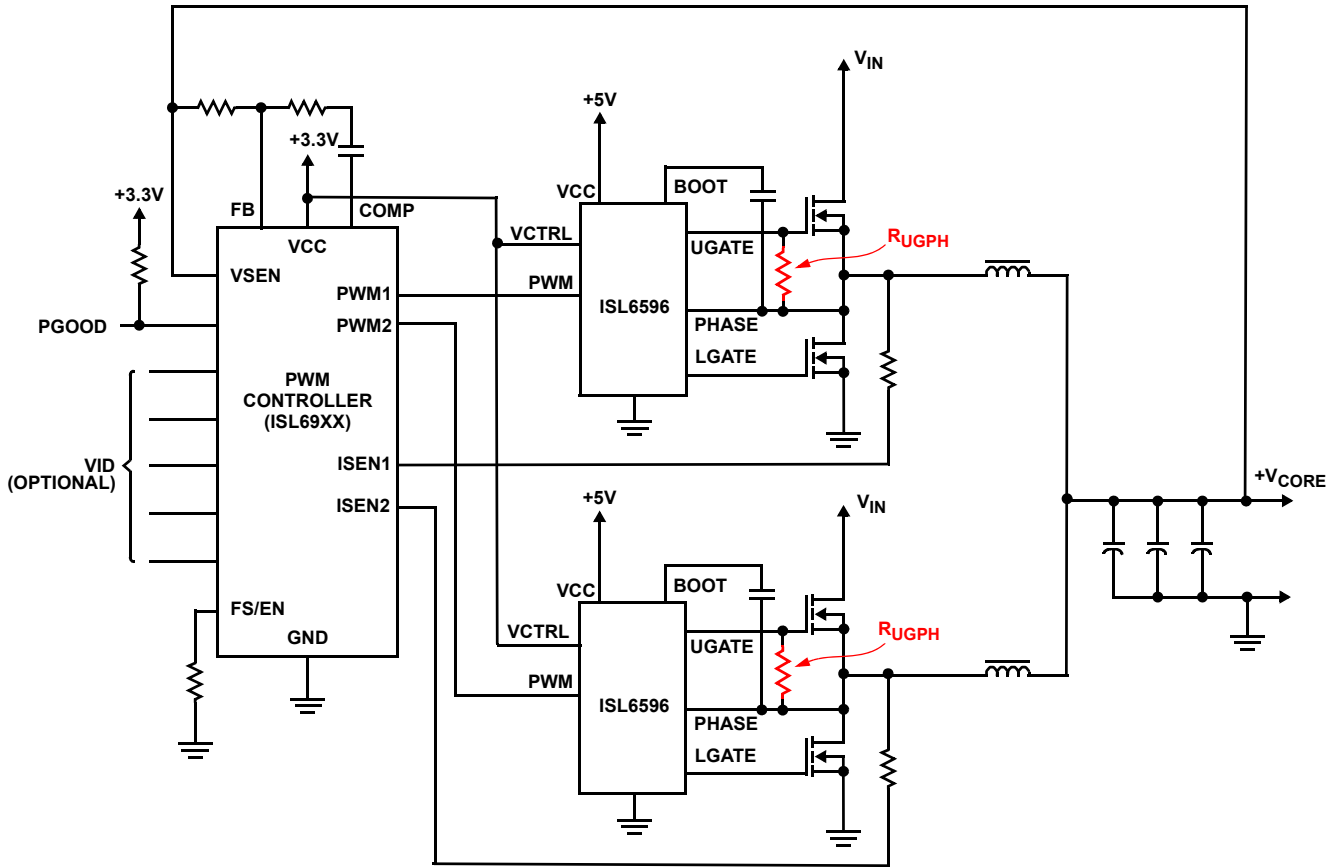 VIN
+5V
+3.3V
+3.3V
BOOT
VCC
FB
COMP
VCC
VCTRL
UGATE
RUGPH
VSEN
PWM1
PWM
ISL6596
PGOOD
PWM2
PHASE
LGATE
PWM
CONTROLLER
(ISL69XX)
VID
(OPTIONAL)
ISEN1
+VCORE
ISEN2
+5V
VIN
BOOT
VCC
FS/EN
GND
VCTRL
UGATE
RUGPH
PWM
ISL6596
PHASE
LGATE